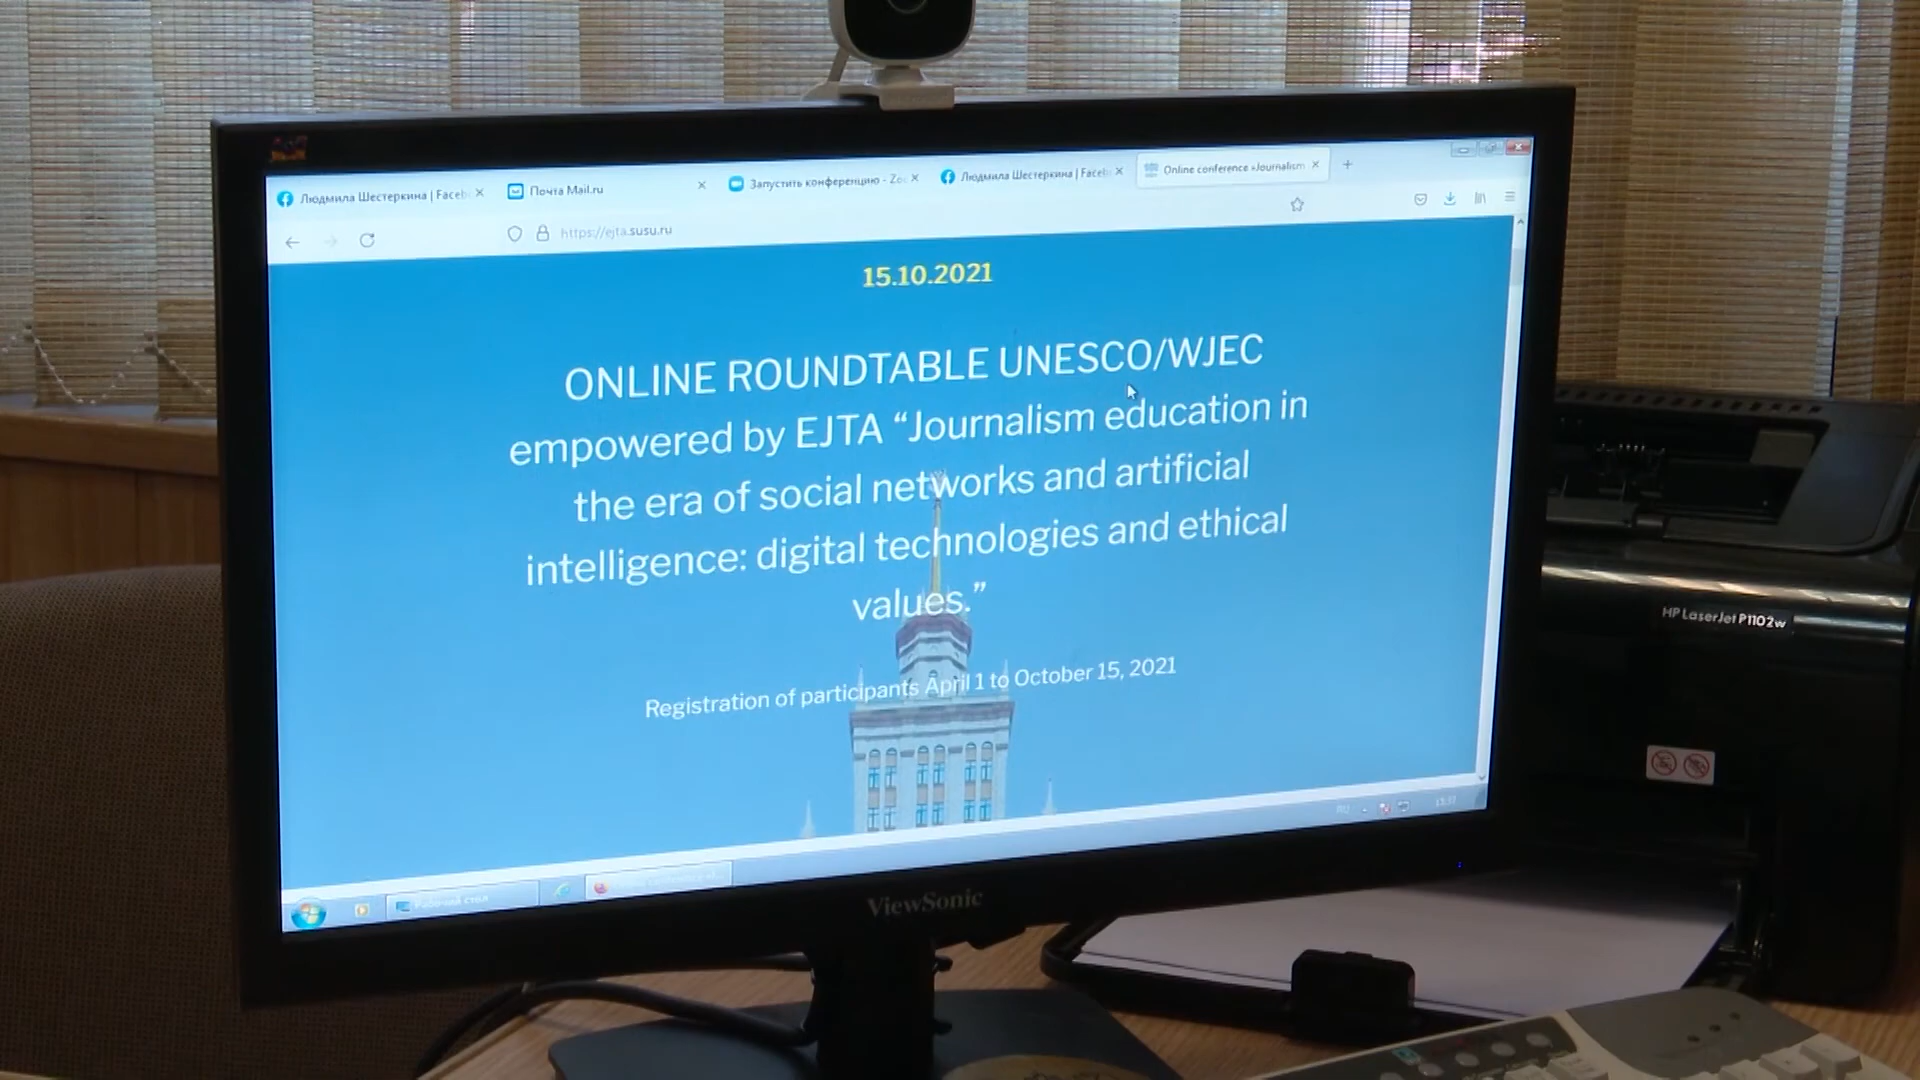 Людмила Шестеркина | Faceb
Почта Mail.ru
Запустить конференцию - Zo
Людмила Шестеркина | Faceb
Online conference «Journalism
https://ejta.susu.ru
15.10.2021
ONLINE ROUNDTABLE UNESCO/WJEC
empowered by EJTA “Journalism education in
the era of social networks and artificial
intelligence: digital technologies and ethical
values.”
Registration of participants April 1 to October 15, 2021
Рабочий стол
RU
ViewSonic
HP LaserJet P1102w